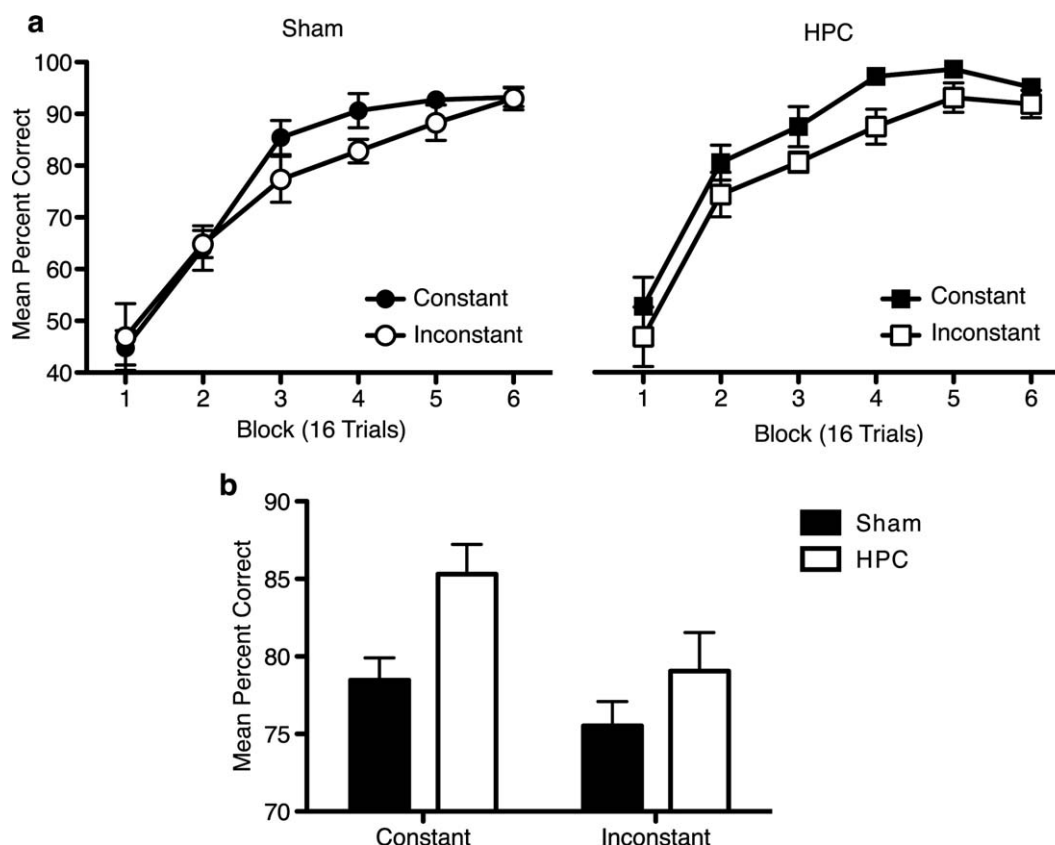 a
Sham
HPC
Mean Percent Correct
100
90
80
70
60
50
40
Constant
Inconstant
1 2 3 4 5 6
Block (16 Trials)
Constant
Inconstant
1 2 3 4 5 6
Block (16 Trials)
b
Mean Percent Correct
90
85
80
75
70
Sham
HPC
Constant Inconstant